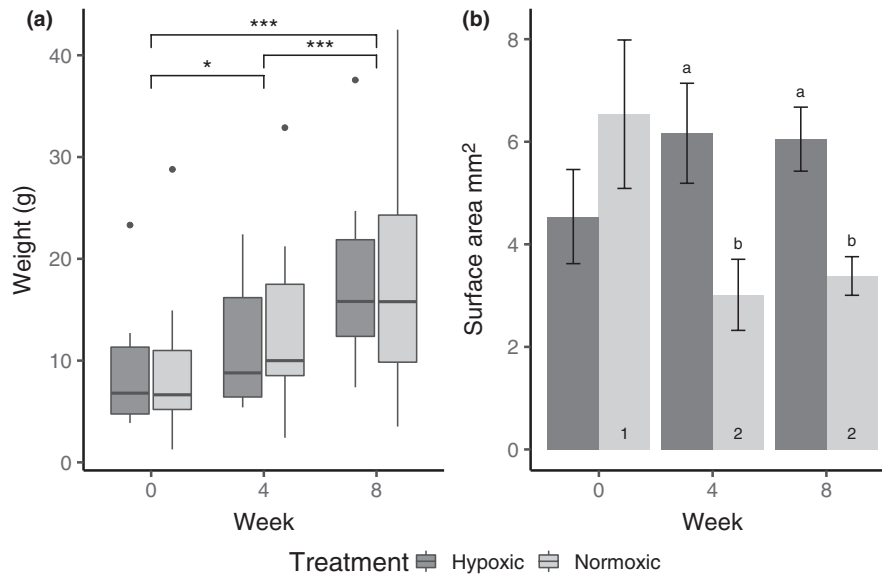 (a)
***
***
*
Weight (g)
40
30
20
10
0
0 4 8
Week
(b)
Surface area mm²
8
6
4
2
0
a a
b b
1 2 2
0 4 8
Week
Treatment Hypoxic Normoxic